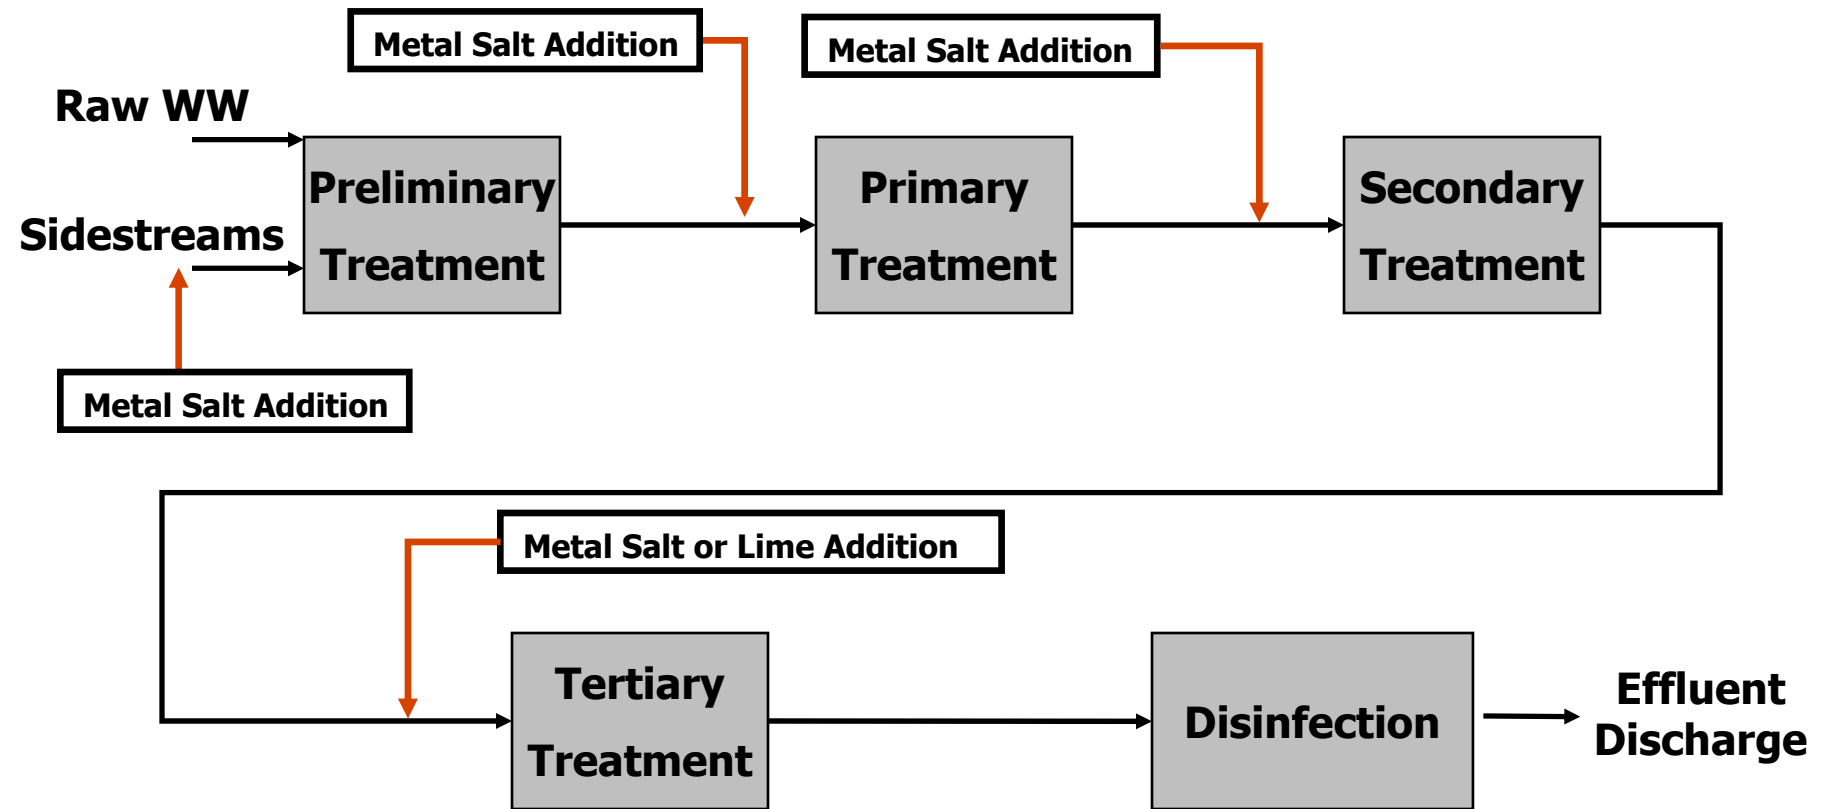 Metal Salt Addition
Metal Salt Addition
Raw WW
Preliminary
Treatment
Primary
Treatment
Secondary
Treatment
Sidestreams
Metal Salt Addition
Metal Salt or Lime Addition
Tertiary
Treatment
Disinfection
Effluent
Discharge